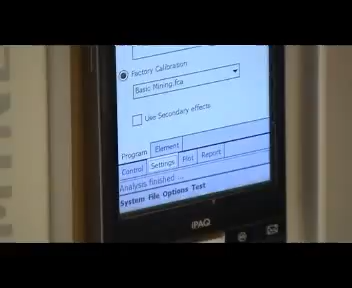 Factory Calibration
Basic Mining.fca
Use Secondary effects
Program Element
Control Settings Plot Report
Analysis finished ...
System File Options Test
iPAQ